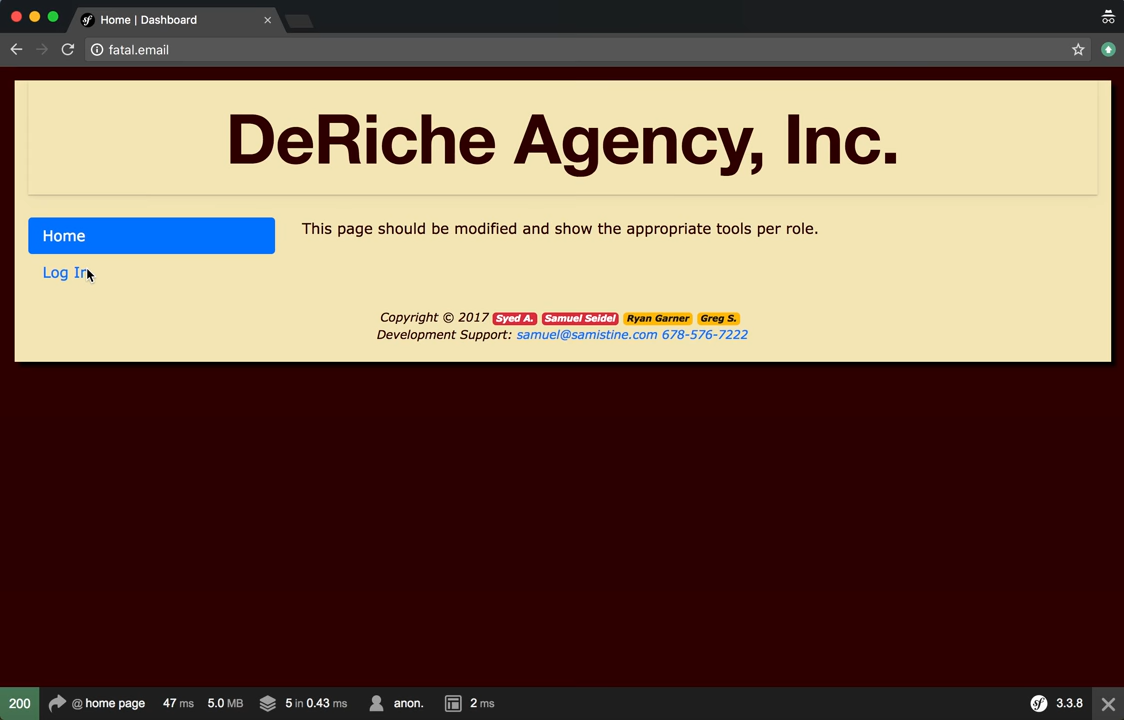 Home | Dashboard
fatal.email
DeRiche Agency, Inc.
Home
This page should be modified and show the appropriate tools per role.
Log In
Copyright © 2017 Syed A. Samuel Seidel Ryan Garner Greg S.
Development Support: samuel@samistine.com 678-576-7222
200 @ home page 47 ms 5.0 MB 5 in 0.43 ms anon. 2 ms 3.3.8